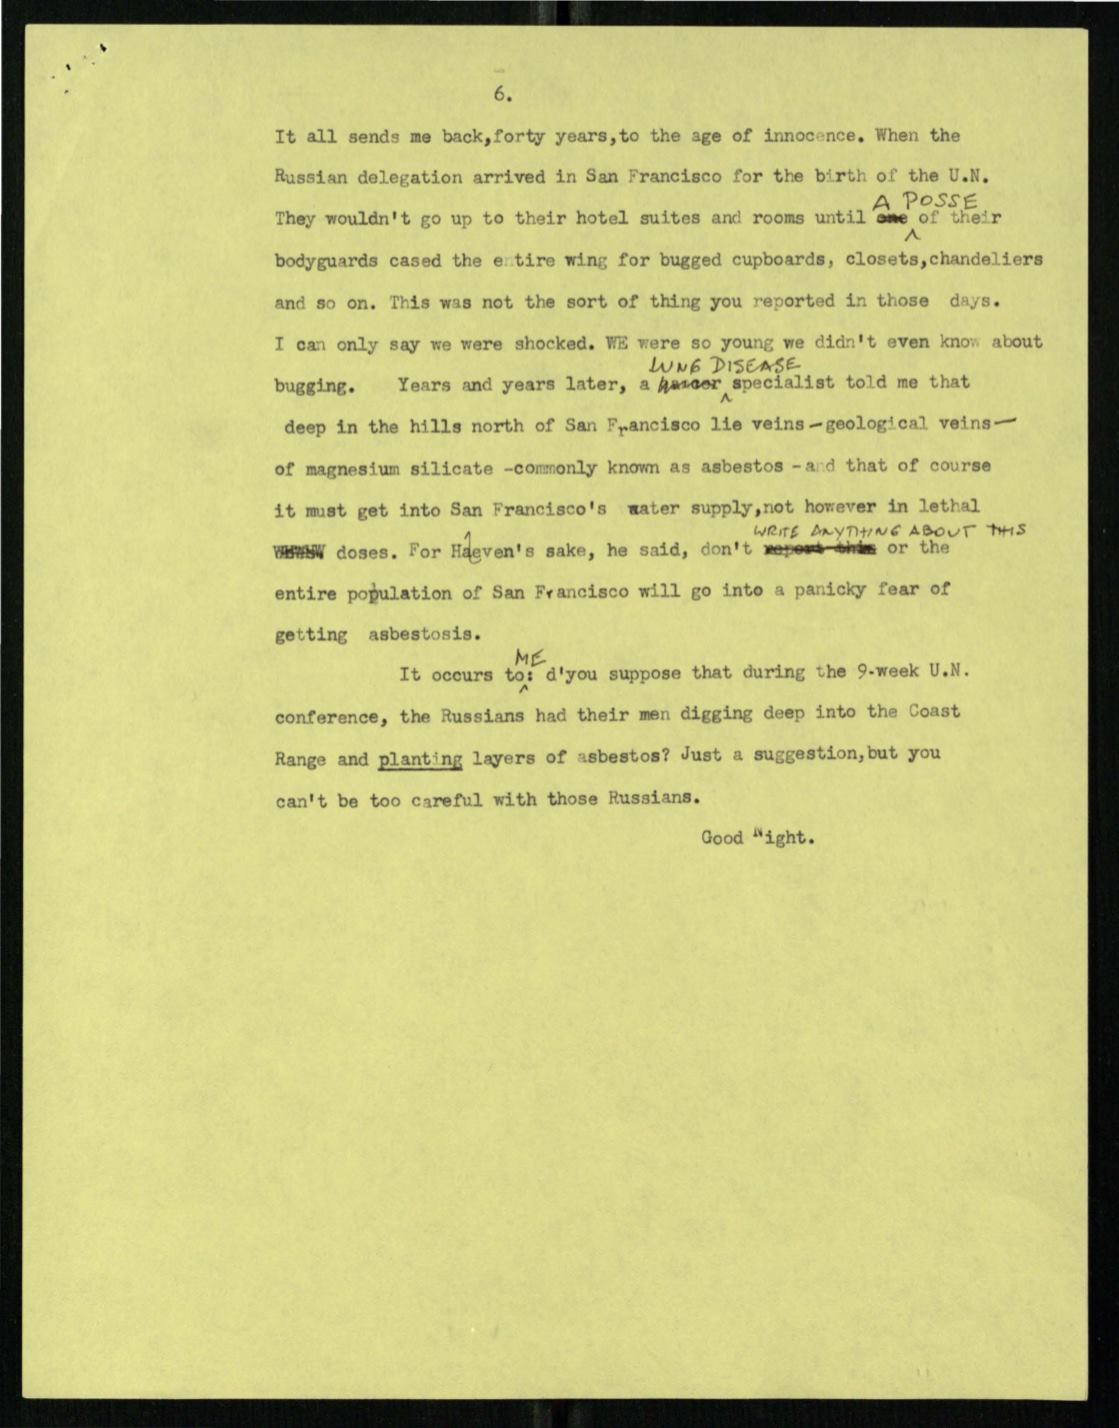 6.
It all sends me back,forty years,to the age of innocence. When the
Russian delegation arrived in San Francisco for the birth of the U.N.
A POSSE
They wouldn't go up to their hotel suites and rooms until one of their
bodyguards cased the entire wing for bugged cupboards, closets,chandeliers
and so on. This was not the sort of thing you reported in those days.
I can only say we were shocked. WE were so young we didn't even know about
LUNG DISEASE
bugging. Years and years later, a specialist told me that
deep in the hills north of San Francisco lie veins—geological veins—
of magnesium silicate -commonly known as asbestos -and that of course
it must get into San Francisco's water supply,not however in lethal
WRITE ANYTHING ABOUT THIS
doses. For Heaven's sake, he said, don't report this or the
entire population of San Francisco will go into a panicky fear of
getting asbestosis.
ME
It occurs to: d'you suppose that during the 9-week U.N.
conference, the Russians had their men digging deep into the Coast
Range and planting layers of asbestos? Just a suggestion,but you
can't be too careful with those Russians.
Good Night.